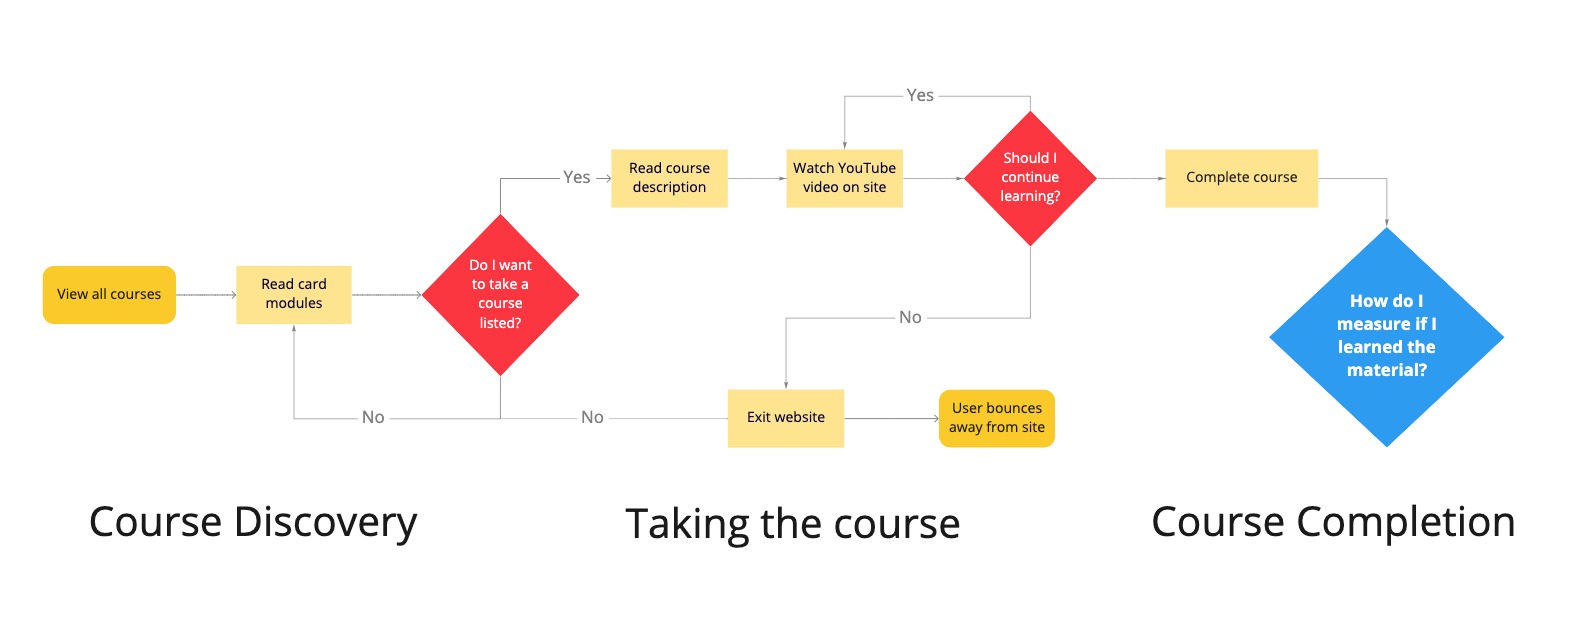 Yes
Should I
continue
learning?
Read course
description
Watch YouTube
video on site
Complete course
Yes
Do I want
to take a
course
listed?
View all courses
Read card
modules
How do I
measure if I
learned the
material?
No
No
No
Exit website
User bounces
away from site
Course Discovery
Taking the course
Course Completion